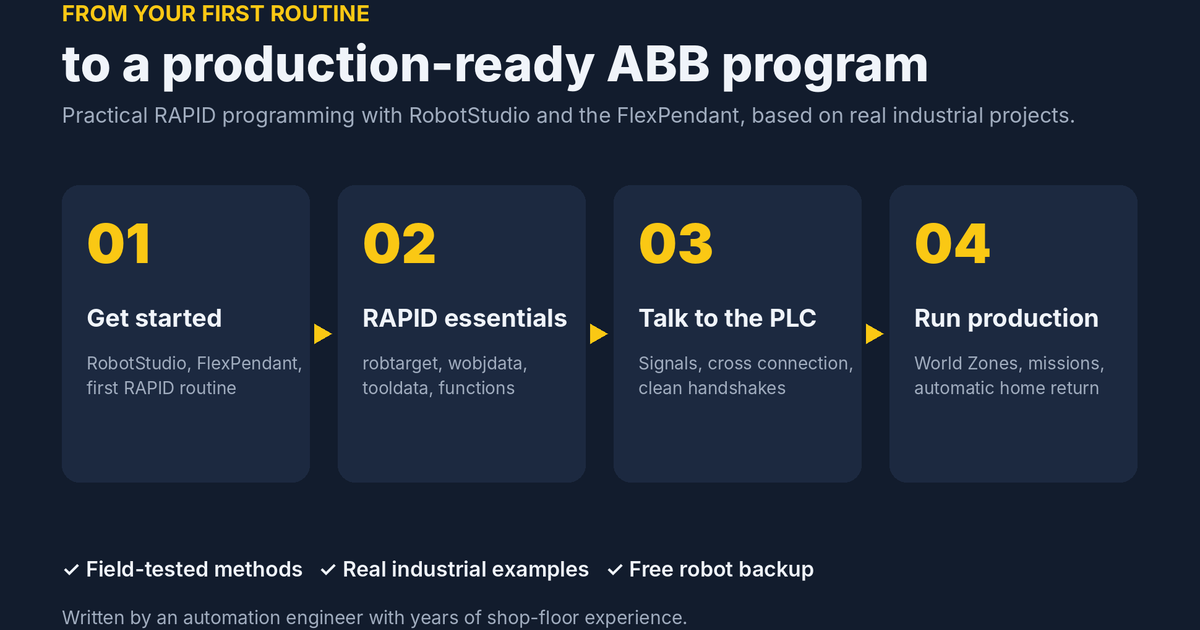 FROM YOUR FIRST ROUTINE
to a production-ready ABB program
Practical RAPID programming with RobotStudio and the FlexPendant, based on real industrial projects.
01
Get started
RobotStudio, FlexPendant,
first RAPID routine
02
RAPID essentials
robtarget, wobjdata,
tooldata, functions
03
Talk to the PLC
Signals, cross connection,
clean handshakes
04
Run production
World Zones, missions,
automatic home return
✓ Field-tested methods ✓ Real industrial examples ✓ Free robot backup
Written by an automation engineer with years of shop-floor experience.